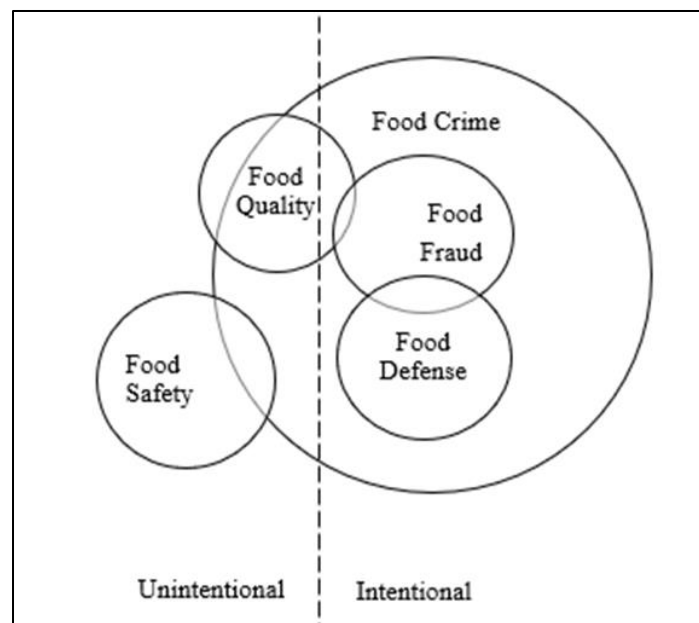 Food Crime
Food
Quality
Food
Fraud
Food
Defense
Food
Safety
Unintentional
Intentional